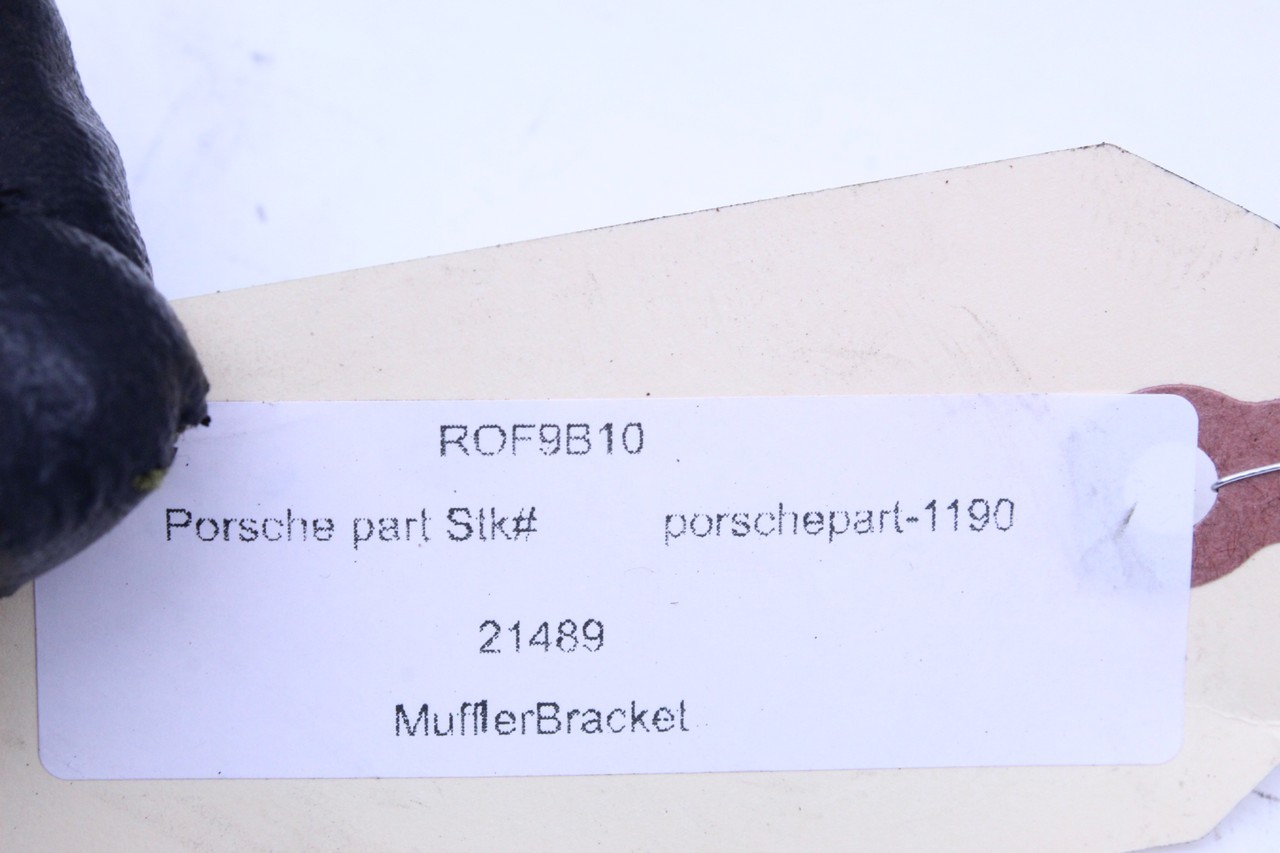 ROF9B10
Porsche part Stk# porschepart-1190
21489
MufflerBracket